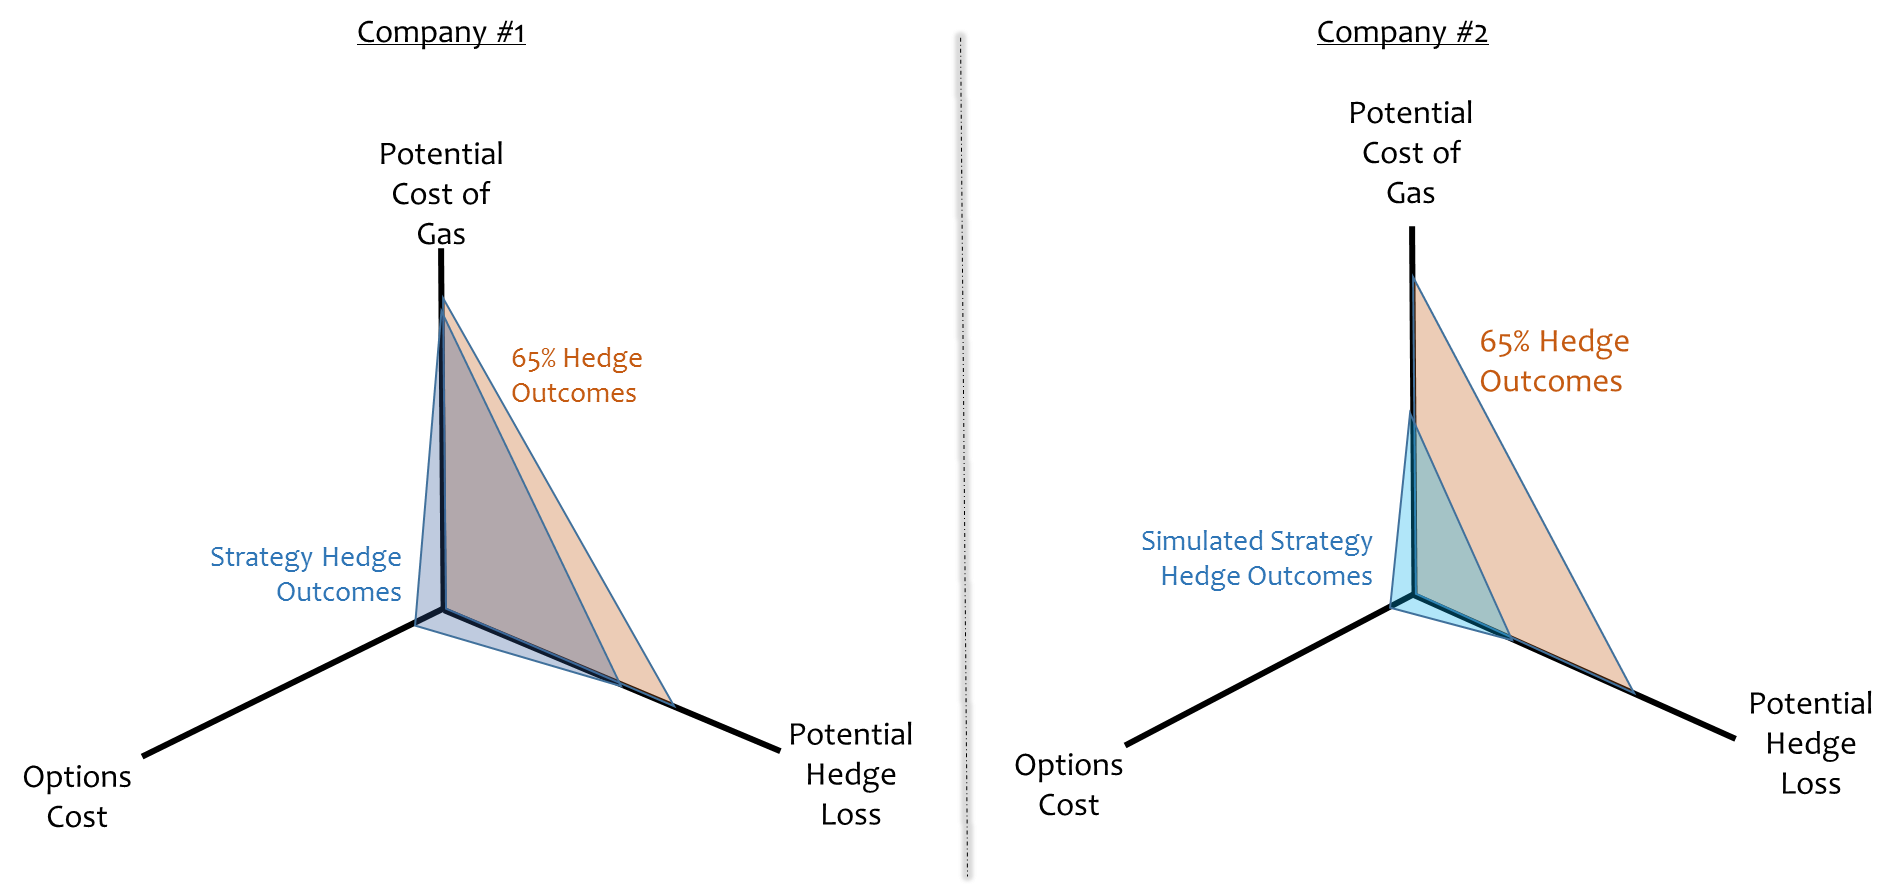 Company #1
Potential
Cost of
Gas
65% Hedge
Outcomes
Strategy Hedge
Outcomes
Options
Cost
Potential
Hedge
Loss
Company #2
Potential
Cost of
Gas
65% Hedge
Outcomes
Simulated Strategy
Hedge Outcomes
Options
Cost
Potential
Hedge
Loss